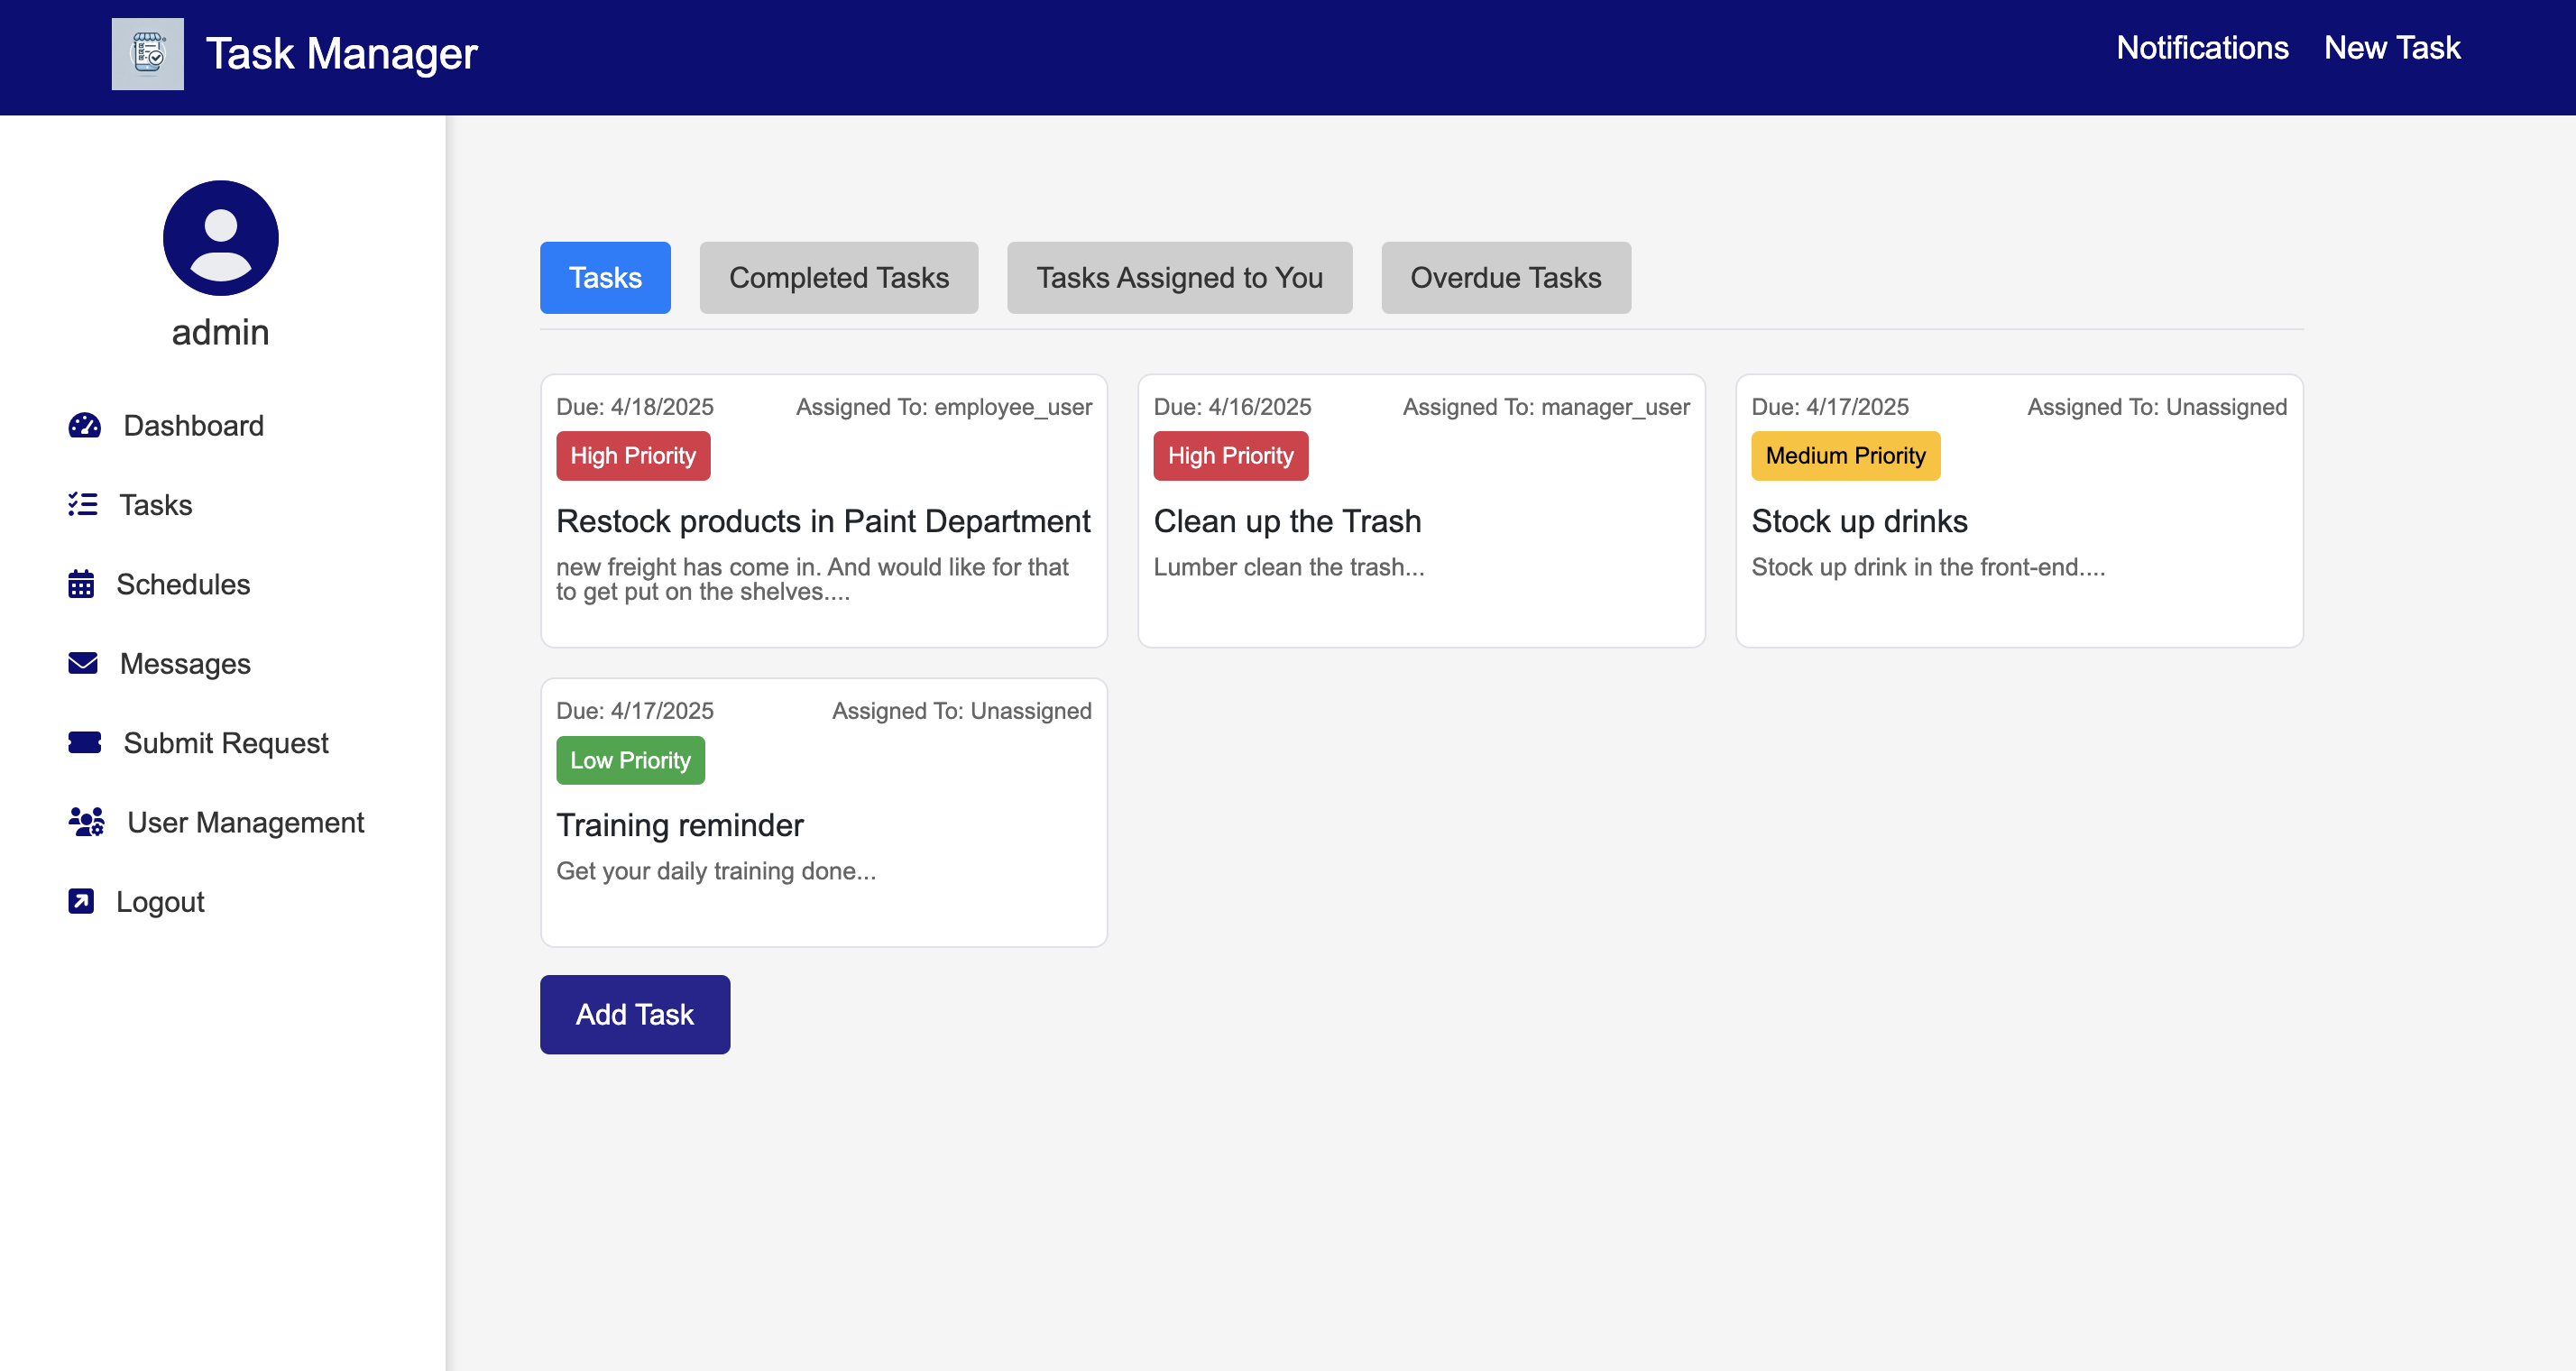 Task Manager
Notifications New Task
admin
Dashboard
Tasks
Schedules
Messages
Submit Request
User Management
Logout
Tasks Completed Tasks Tasks Assigned to You Overdue Tasks
Due: 4/18/2025 Assigned To: employee_user
High Priority
Restock products in Paint Department
new freight has come in. And would like for that
to get put on the shelves....
Due: 4/16/2025 Assigned To: manager_user
High Priority
Clean up the Trash
Lumber clean the trash...
Due: 4/17/2025 Assigned To: Unassigned
Medium Priority
Stock up drinks
Stock up drink in the front-end....
Due: 4/17/2025 Assigned To: Unassigned
Low Priority
Training reminder
Get your daily training done...
Add Task